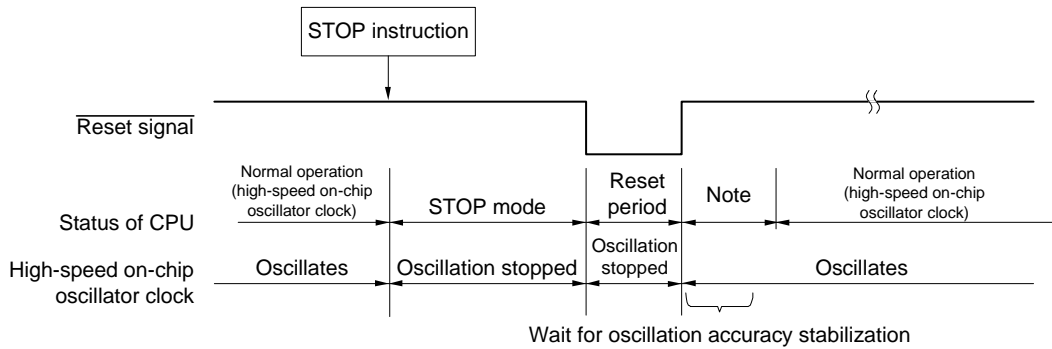 STOP instruction
Reset signal
Normal operation
(high-speed on-chip
oscillator clock)
STOP mode
Reset
period
Note
Normal operation
(high-speed on-chip
oscillator clock)
Status of CPU
High-speed on-chip
oscillator clock
Oscillates
Oscillation stopped
Oscillation
stopped
Oscillates
Wait for oscillation accuracy stabilization